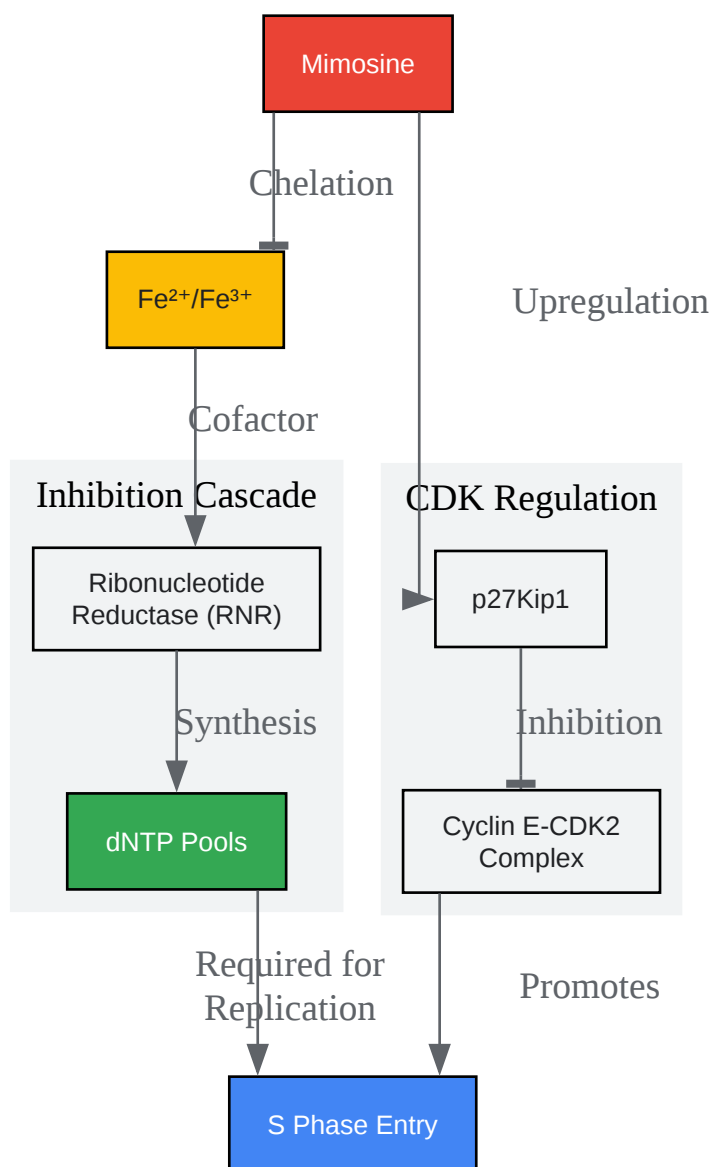 Mimosine
Chelation
Upregulation
Fe²⁺/Fe³⁺
Cofactor
Inhibition Cascade
CDK Regulation
Ribonucleotide
Reductase (RNR)
p27Kip1
Synthesis
Inhibition
dNTP Pools
Cyclin E-CDK2
Complex
Required for
Replication
Promotes
S Phase Entry